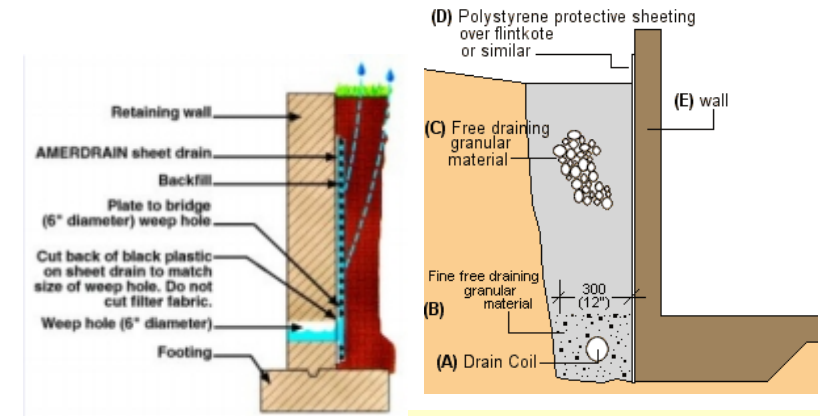 Retaining wall
AMERDRAIN sheet drain
Backfill
Plate to bridge
(6" diameter) weep hole
Cut back of black plastic
on sheet drain to match
size of weep hole. Do not
cut filter fabric.
Weep hole (6" diameter)
Footing
(D) Polystyrene protective sheeting
over flintkote
or similar
(E) wall
(C) Free draining
granular
material
Fine free draining
granular
material
300
(12")
(B)
(A) Drain Coil